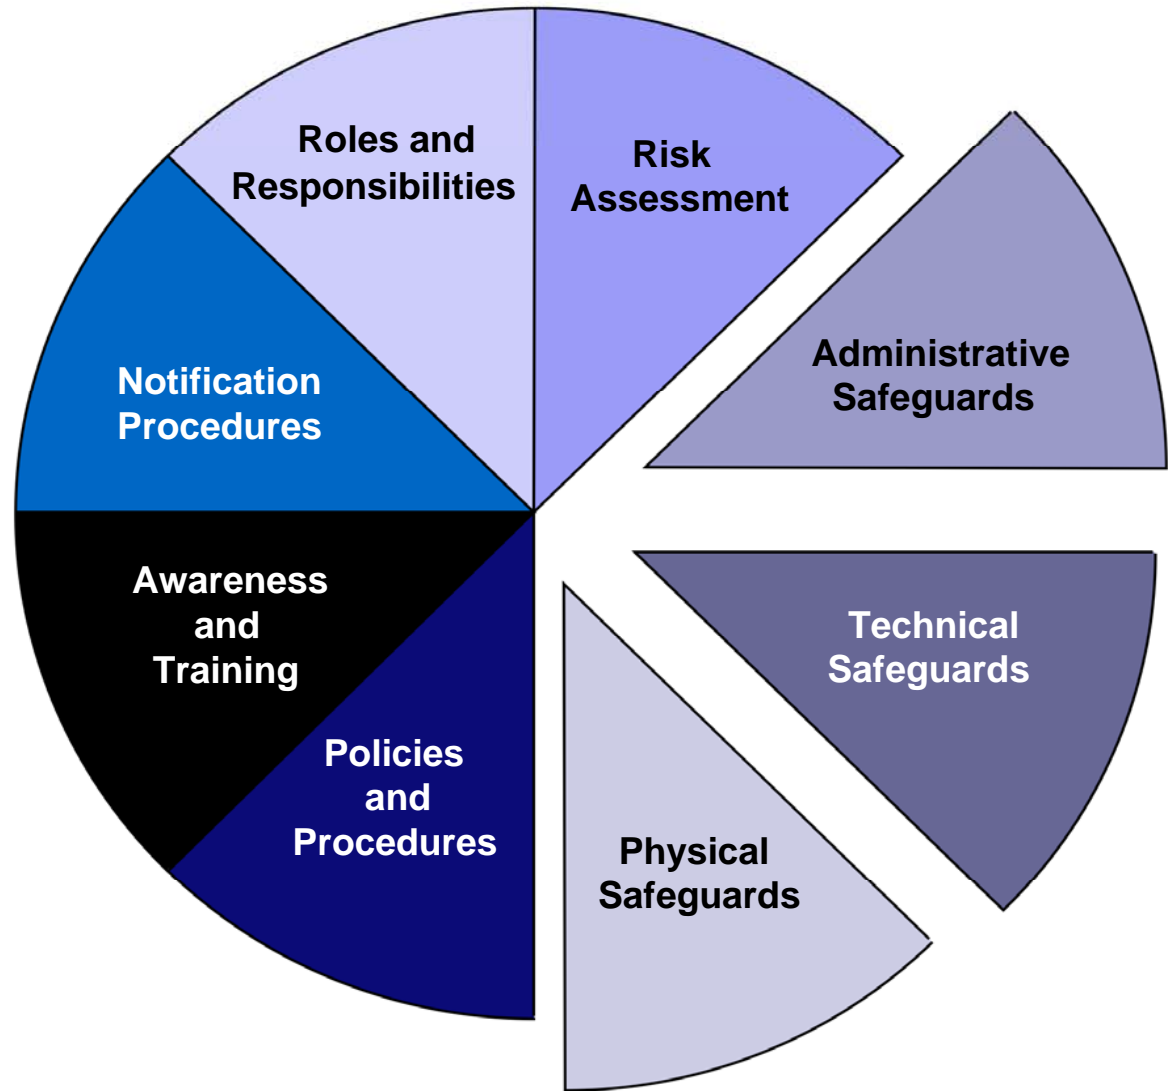 Roles and
Responsibilities
Risk
Assessment
Administrative
Safeguards
Notification
Procedures
Awareness
and
Training
Technical
Safeguards
Policies
and
Procedures
Physical
Safeguards